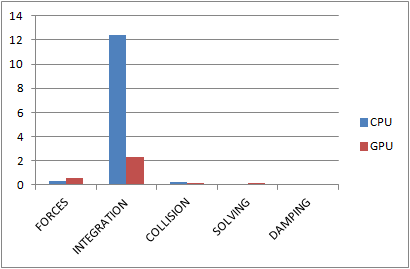 14
12
10
8
6
4
2
0
FORCES
INTEGRATION
COLLISION
SOLVING
DAMPING
CPU
GPU